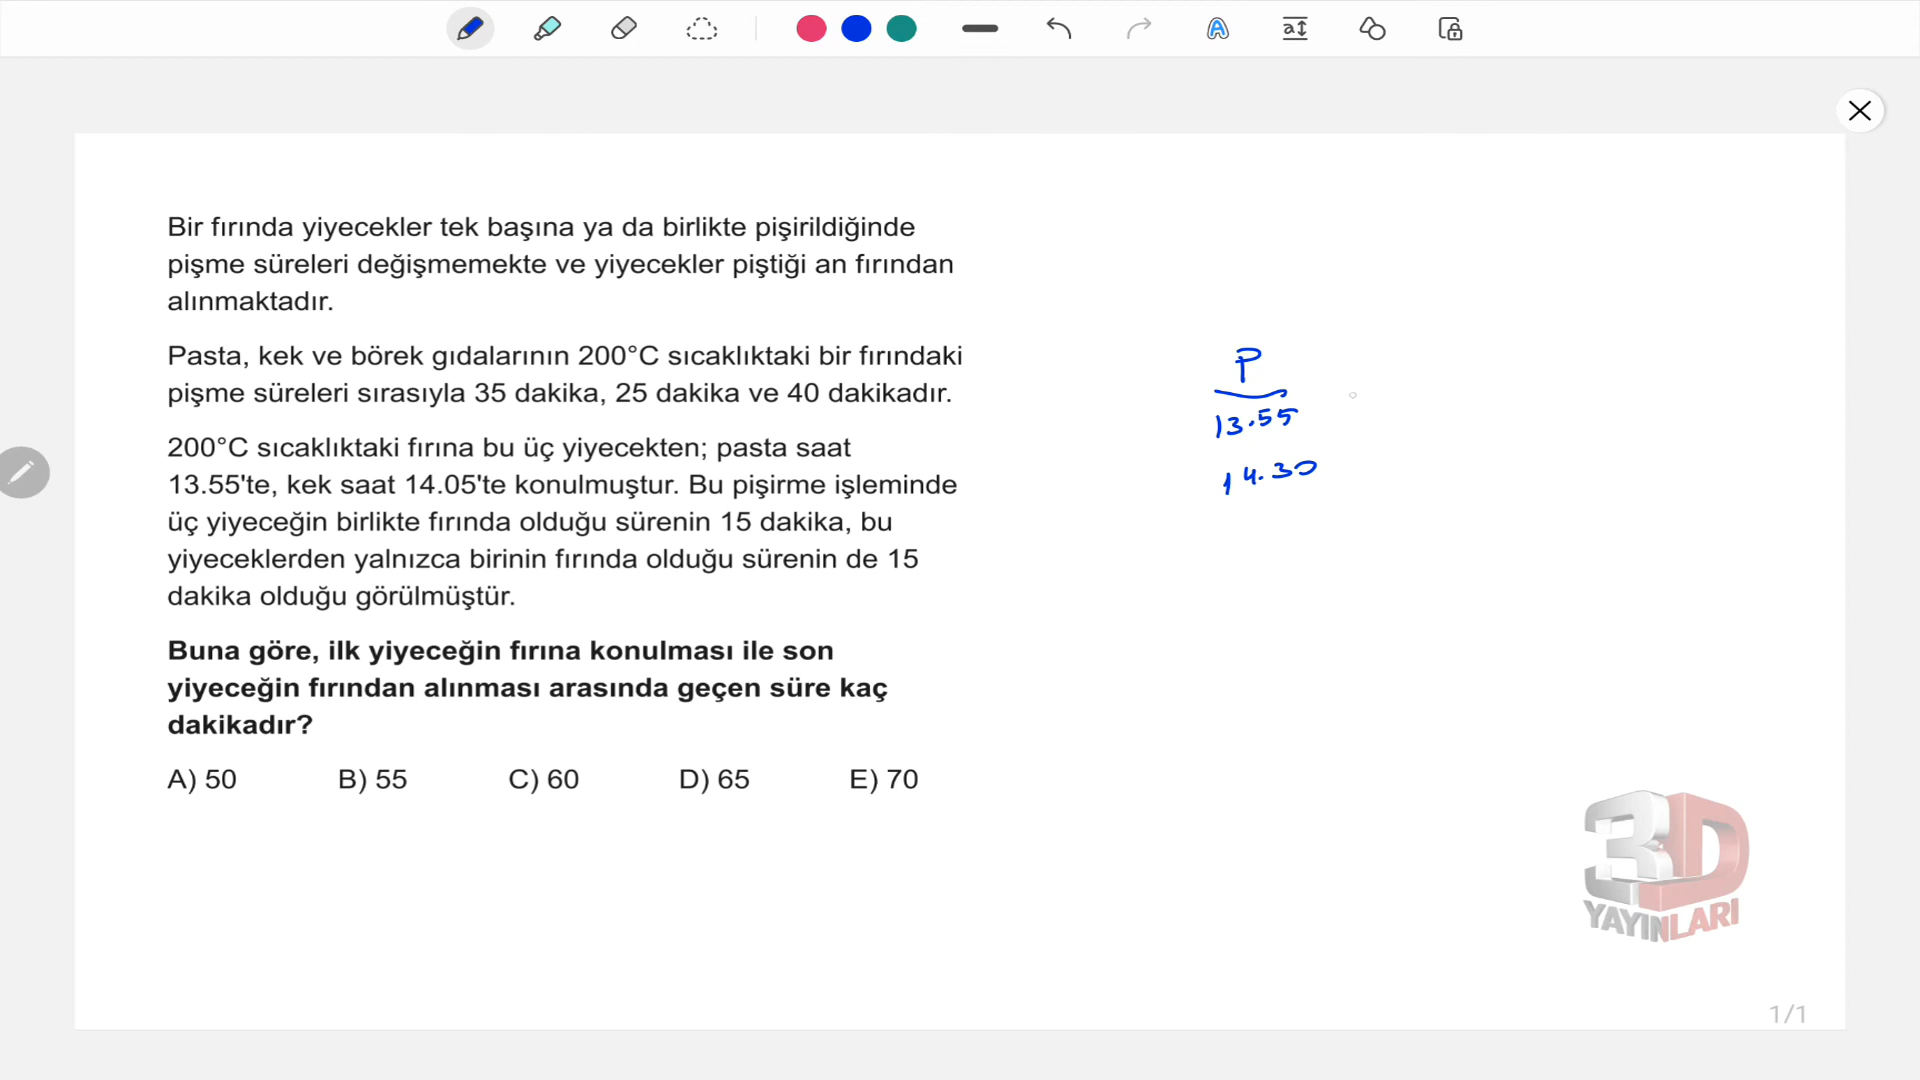 Bir fırında yiyecekler tek başına ya da birlikte pişirildiğinde
pişme süreleri değişmemekte ve yiyecekler piştiği an fırından
alınmaktadır.
Pasta, kek ve börek gıdalarının 200°C sıcaklıktaki bir fırındaki
pişme süreleri sırasıyla 35 dakika, 25 dakika ve 40 dakikadır.
200°C sıcaklıktaki fırına bu üç yiyecekten; pasta saat
13.55'te, kek saat 14.05'te konulmuştur. Bu pişirme işleminde
üç yiyeceğin birlikte fırında olduğu sürenin 15 dakika, bu
yiyeceklerden yalnızca birinin fırında olduğu sürenin de 15
dakika olduğu görülmüştür.
Buna göre, ilk yiyeceğin fırına konulması ile son
yiyeceğin fırından alınması arasında geçen süre kaç
dakikadır?
A) 50 B) 55 C) 60 D) 65 E) 70
P
13.55
14.30
3D
YAYINLARI
1/1